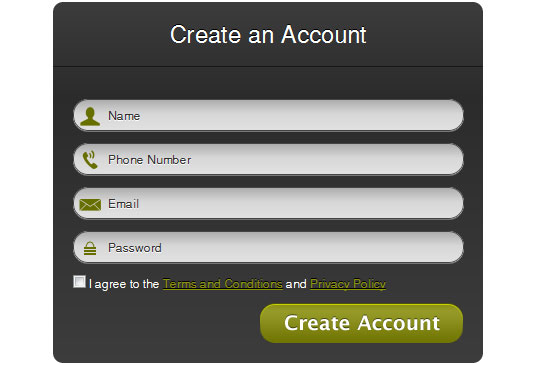 Create an Account
Name
Phone Number
Email
Password
I agree to the Terms and Conditions and Privacy Policy
Create Account